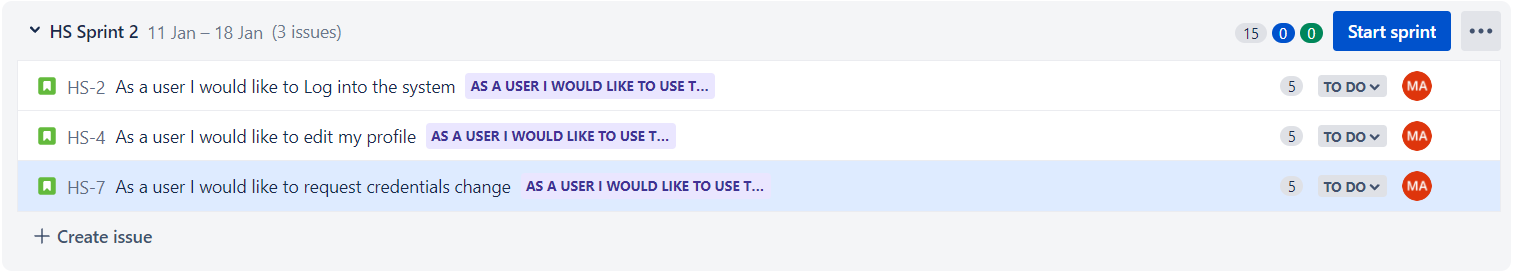 HS Sprint 2 11 Jan – 18 Jan (3 issues) 15 0 0 Start sprint
HS-2 As a user I would like to Log into the system AS A USER I WOULD LIKE TO USE T... 5 TO DO MA
HS-4 As a user I would like to edit my profile AS A USER I WOULD LIKE TO USE T... 5 TO DO MA
HS-7 As a user I would like to request credentials change AS A USER I WOULD LIKE TO USE T... 5 TO DO MA
+ Create issue